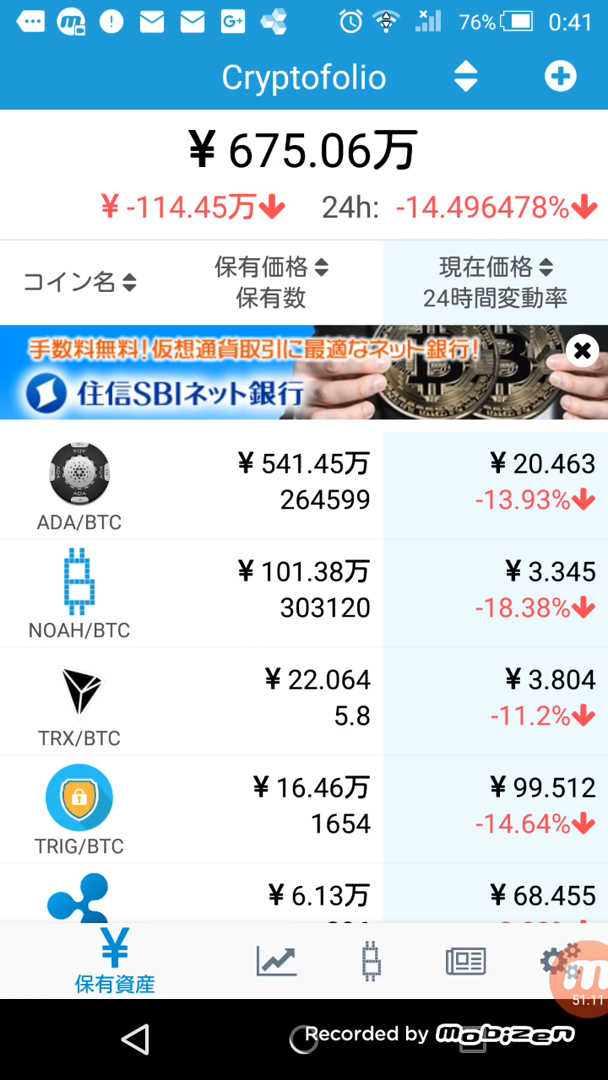 76% 0:41
Cryptofolio
¥ 675.06万
¥ -114.45万 24h: -14.496478%
コイン名
保有価格
保有数
現在価格
24時間変動率
手数料無料!仮想通貨取引に最適なネット銀行!
住信SBIネット銀行
¥ 541.45万 ¥ 20.463
264599 -13.93%
ADA/BTC
¥ 101.38万 ¥ 3.345
303120 -18.38%
NOAH/BTC
¥ 22.064 ¥ 3.804
5.8 -11.2%
TRX/BTC
¥ 16.46万 ¥ 99.512
1654 -14.64%
TRIG/BTC
¥ 6.13万 ¥ 68.455
¥
保有資産
51:11
Recorded by mobizen